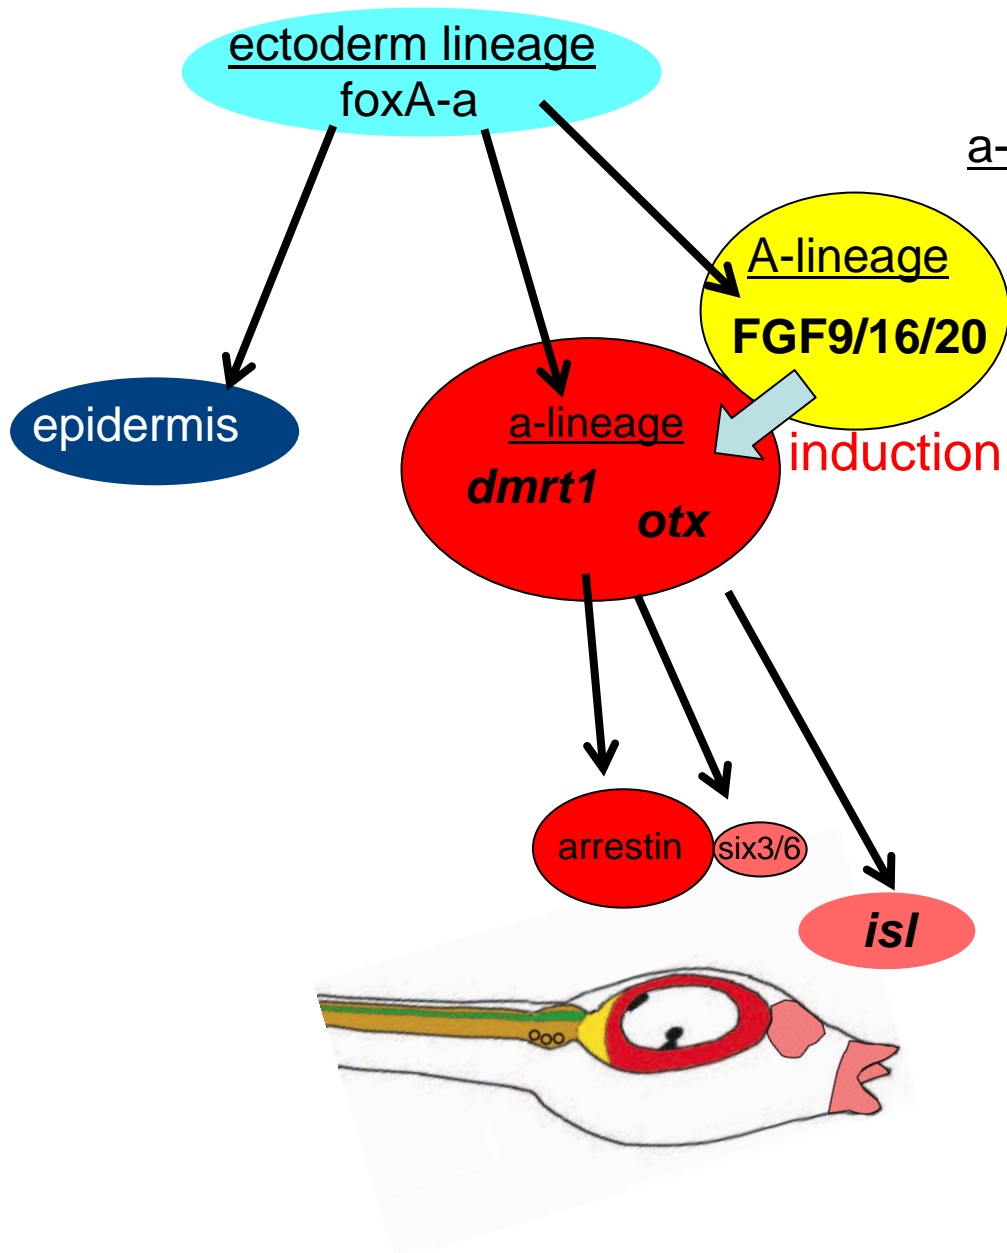 ectoderm lineage
foxA-a
a-
A-lineage
FGF9/16/20
epidermis
a-lineage
induction
dmrt1
otx
arrestin
six3/6
isl